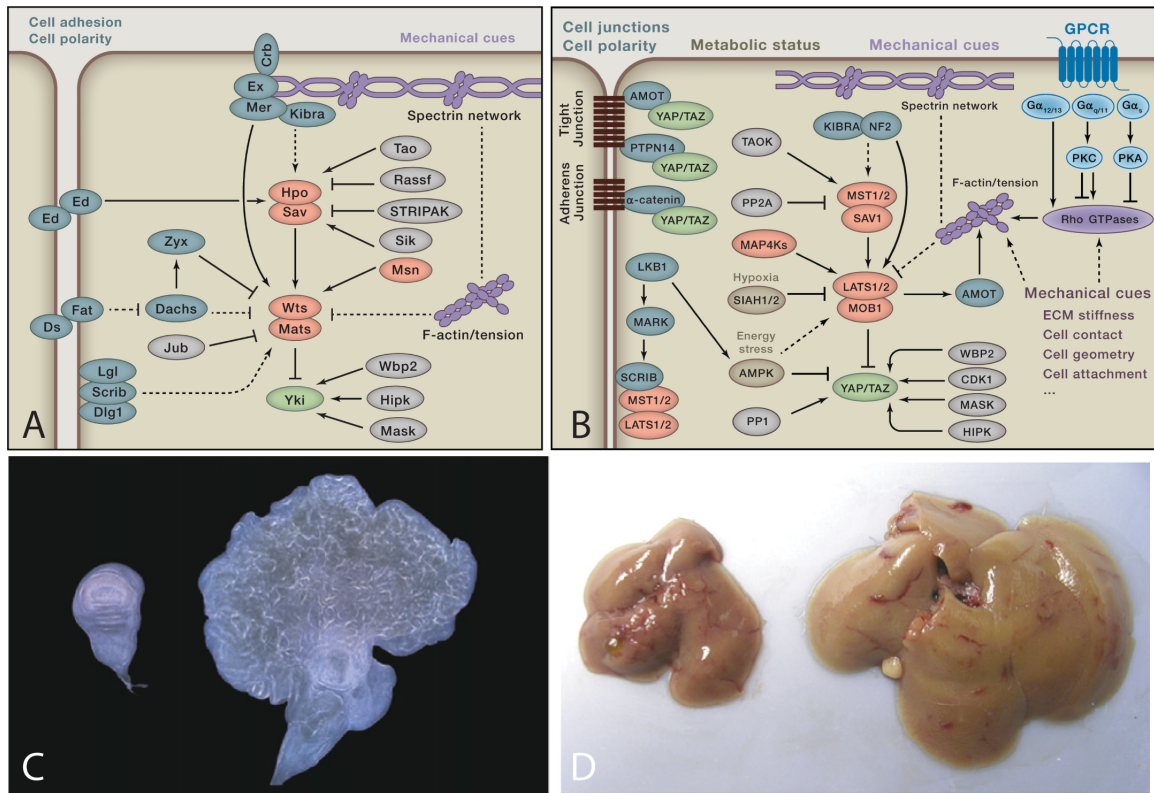 Cell adhesion
Cell polarity
Mechanical cues
Crb
Ex
Mer
Kibra
Spectrin network
Tao
Hpo
Rassf
Sav
STRIPAK
Ed
Ed
Sik
Zyx
Msn
Fat
Dachs
Wts
Ds
Mats
F-actin/tension
Jub
Lgl
Wbp2
Scrib
Yki
Hipk
Dlg1
Mask
A
Cell junctions
Cell polarity
Metabolic status
Mechanical cues
GPCR
Tight
Junction
Adherens
Junction
AMOT
YAP/TAZ
PTPN14
YAP/TAZ
α-catenin
YAP/TAZ
Spectrin network
Gα12/13
Gαq/11
Gαs
KIBRA
NF2
TAOK
PKC
PKA
MST1/2
SAV1
PP2A
F-actin/tension
Rho GTPases
MAP4Ks
LKB1
Hypoxia
SIAH1/2
LATS1/2
MOB1
AMOT
Mechanical cues
ECM stiffness
Cell contact
Cell geometry
Cell attachment
...
MARK
Energy
stress
AMPK
WBP2
SCRIB
MST1/2
LATS1/2
YAP/TAZ
CDK1
MASK
PP1
HIPK
B
C
D